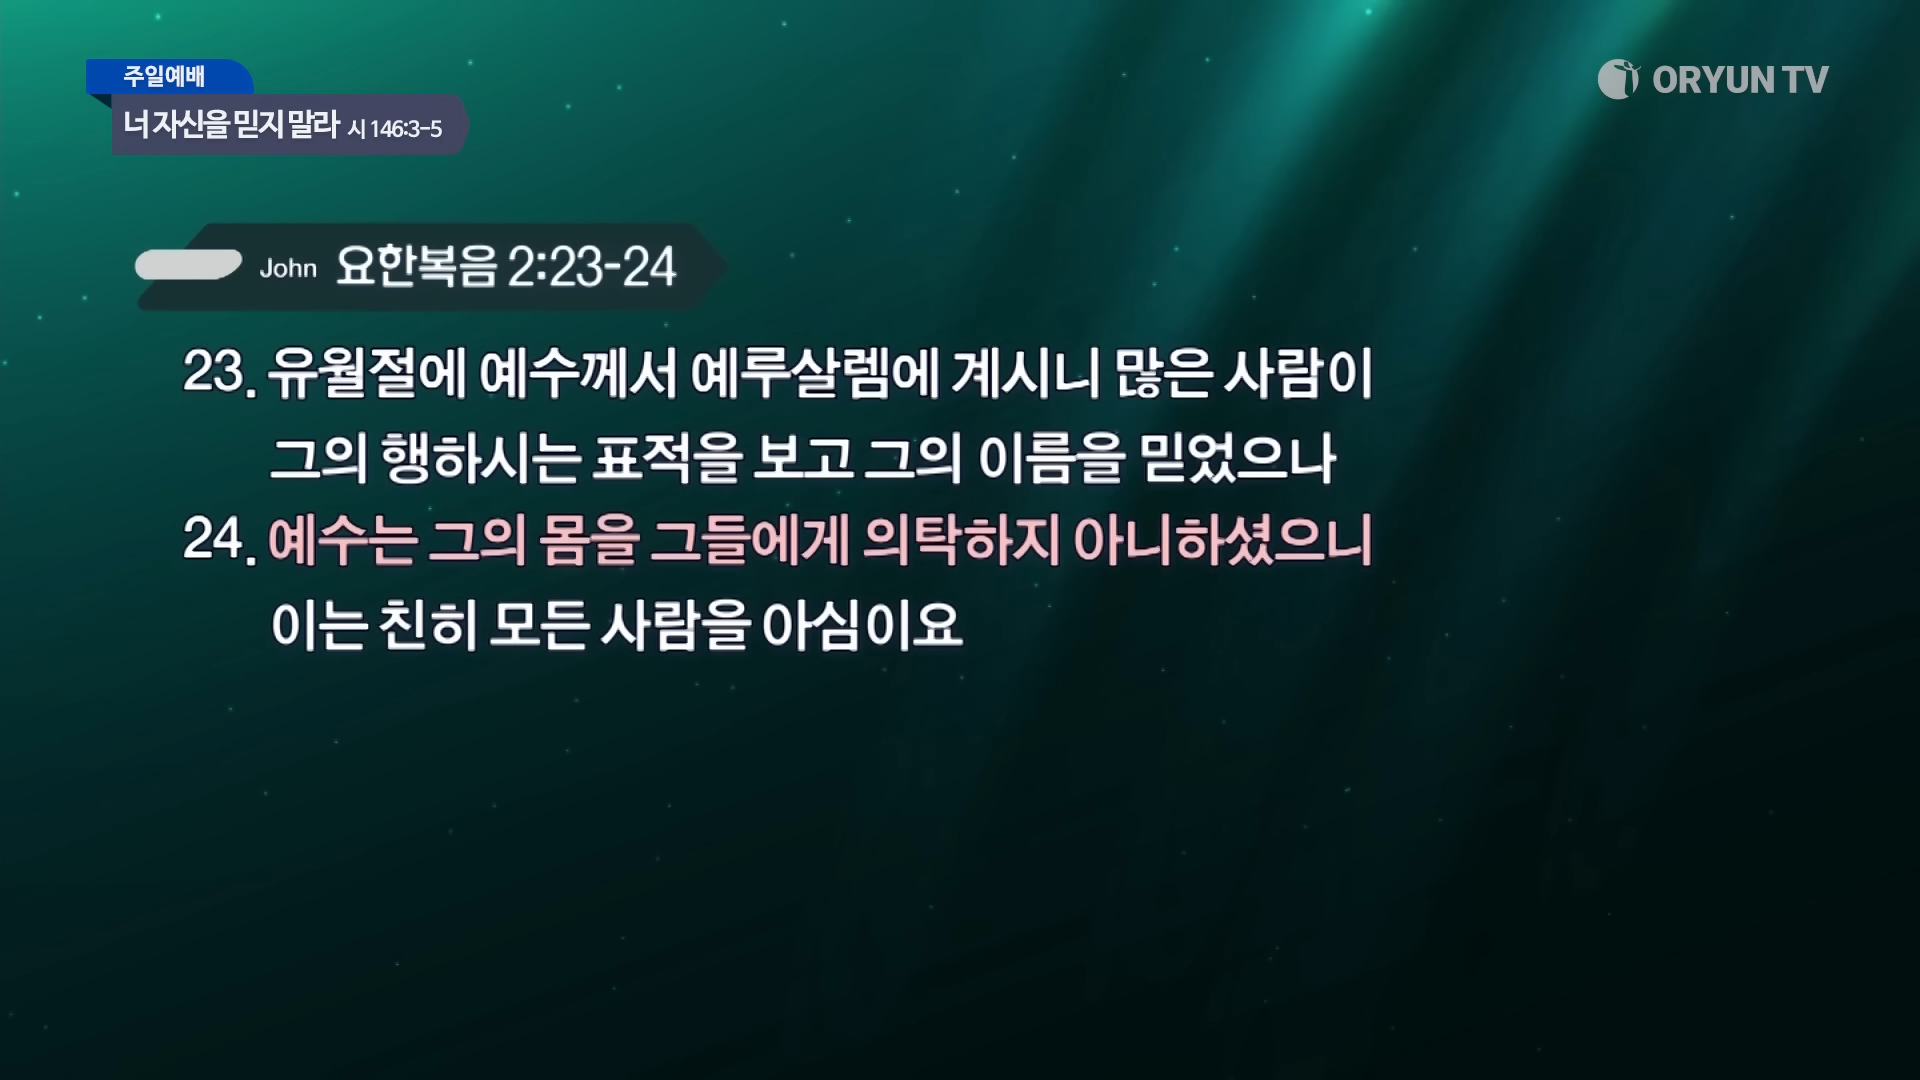 주일예배
너 자신을 믿지 말라 시 146:3-5
ORYUN TV
John 요한복음 2:23-24
23. 유월절에 예수께서 예루살렘에 계시니 많은 사람이
그의 행하시는 표적을 보고 그의 이름을 믿었으나
24. 예수는 그의 몸을 그들에게 의탁하지 아니하셨으니
이는 친히 모든 사람을 아심이요